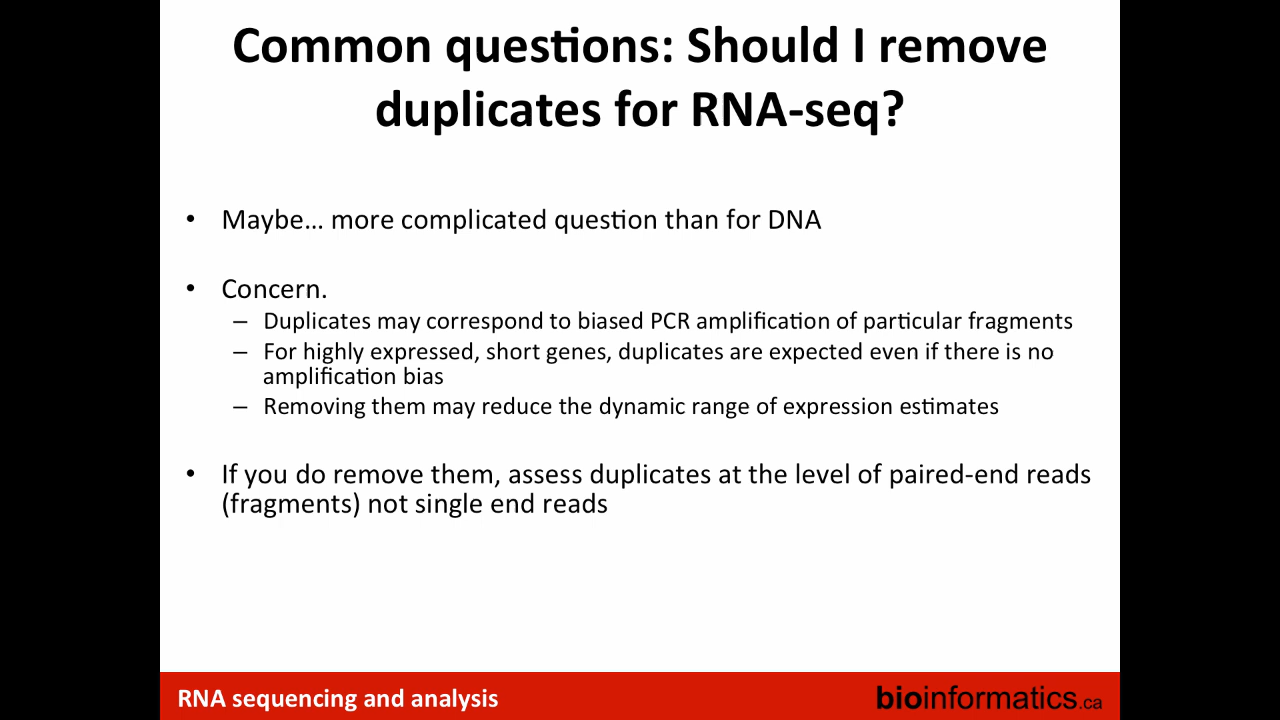 Common questions: Should I remove
duplicates for RNA-seq?
• Maybe… more complicated question than for DNA
• Concern.
– Duplicates may correspond to biased PCR amplification of particular fragments
– For highly expressed, short genes, duplicates are expected even if there is no
amplification bias
– Removing them may reduce the dynamic range of expression estimates
• If you do remove them, assess duplicates at the level of paired-end reads
(fragments) not single end reads
RNA sequencing and analysis
bioinformatics.ca